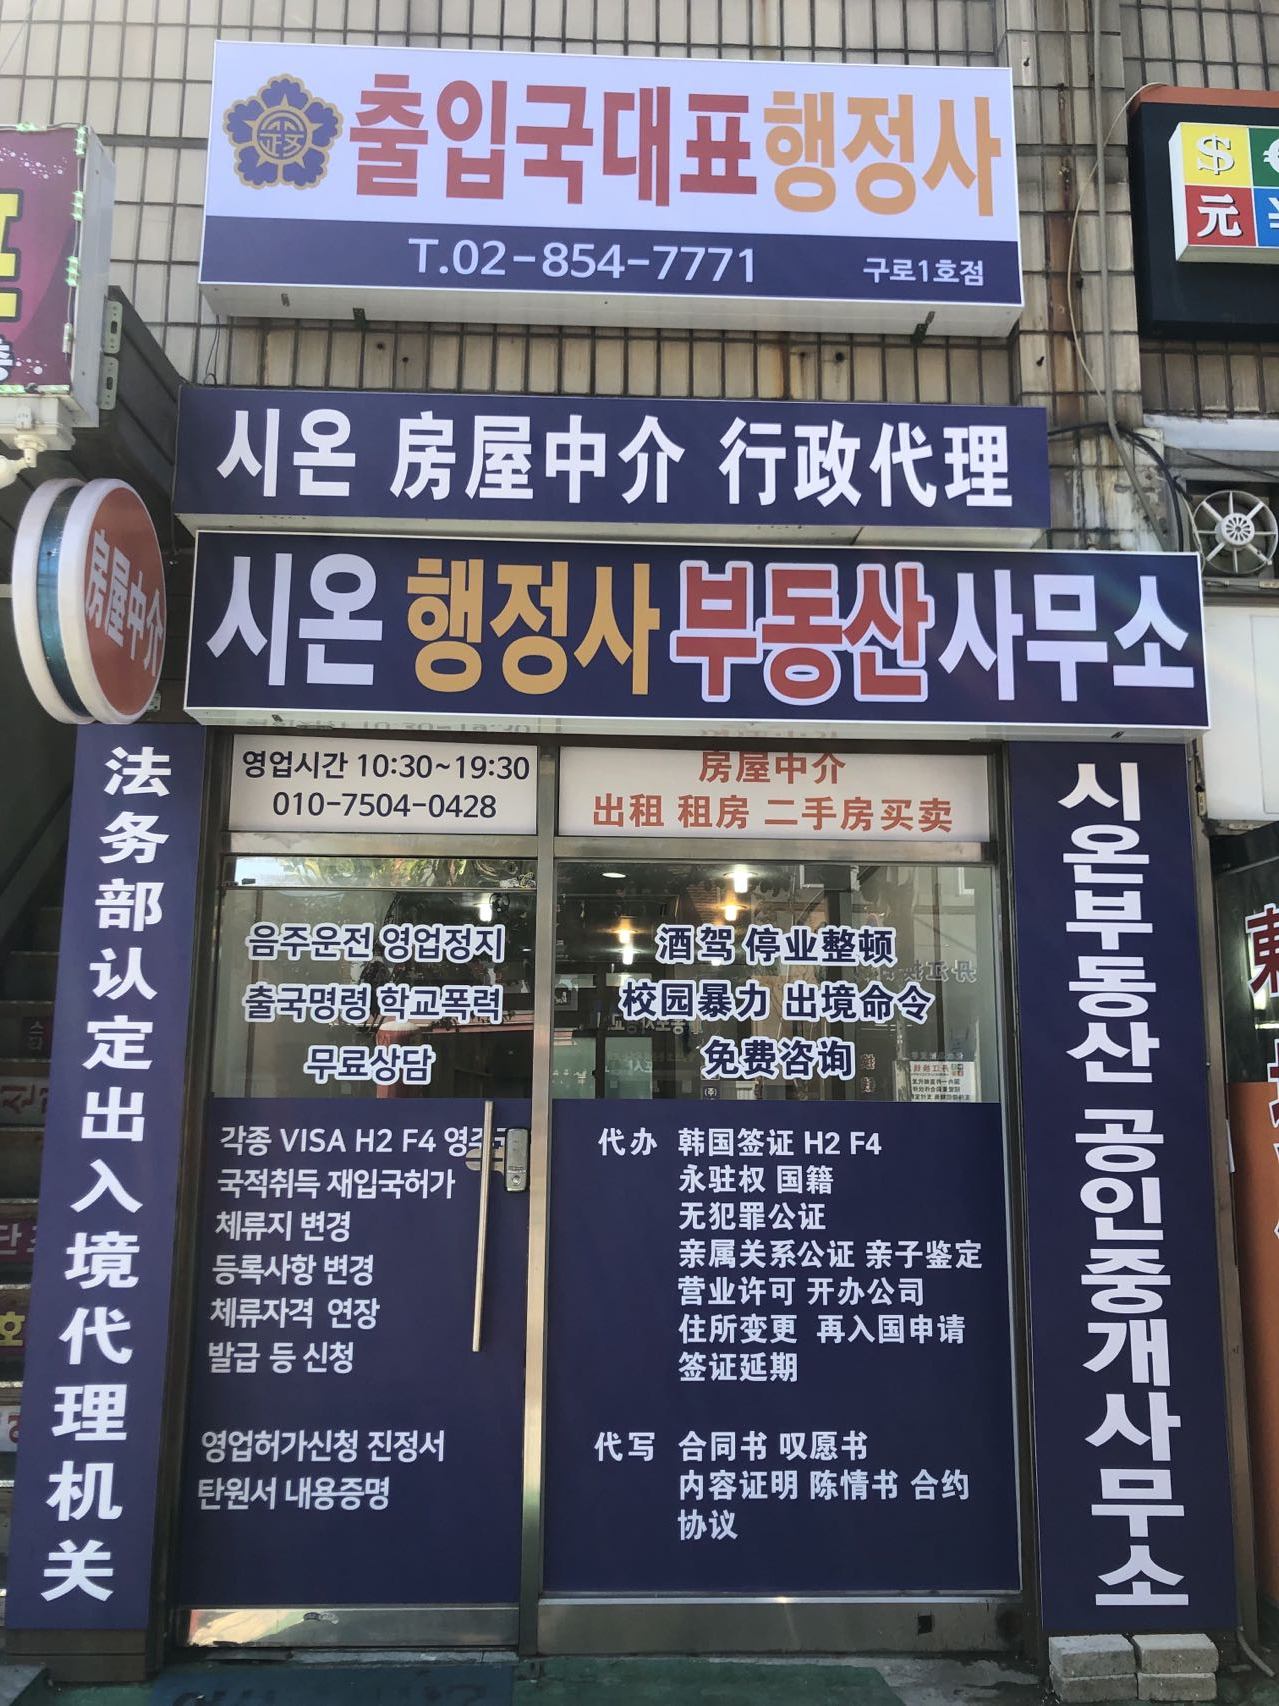 출입국대표행정사
T.02-854-7771 구로1호점
시온 房屋中介 行政代理
房屋中介
시온 행정사 부동산 사무소
$
元
영업시간 10:30~19:30
010-7504-0428
房屋中介
出租 租房 二手房买卖
法务部认定出入境代理机关
시온부동산 공인중개사무소
음주운전 영업정지
출국명령 학교폭력
무료상담
酒驾 停业整顿
校园暴力 出境命令
免费咨询
各종 VISA H2 F4
국적취득 재입국허가
체류지 변경
등록사항 변경
체류자격 연장
발급 등 신청
영업허가신청 진정서
탄원서 내용증명
代办 韩国签证 H2 F4
永驻权 国籍
无犯罪公证
亲属关系公证 亲子鉴定
营业许可 开办公司
住所变更 再入国申请
签证延期
代写 合同书 叹愿书
内容证明 陈情书 合约
协议